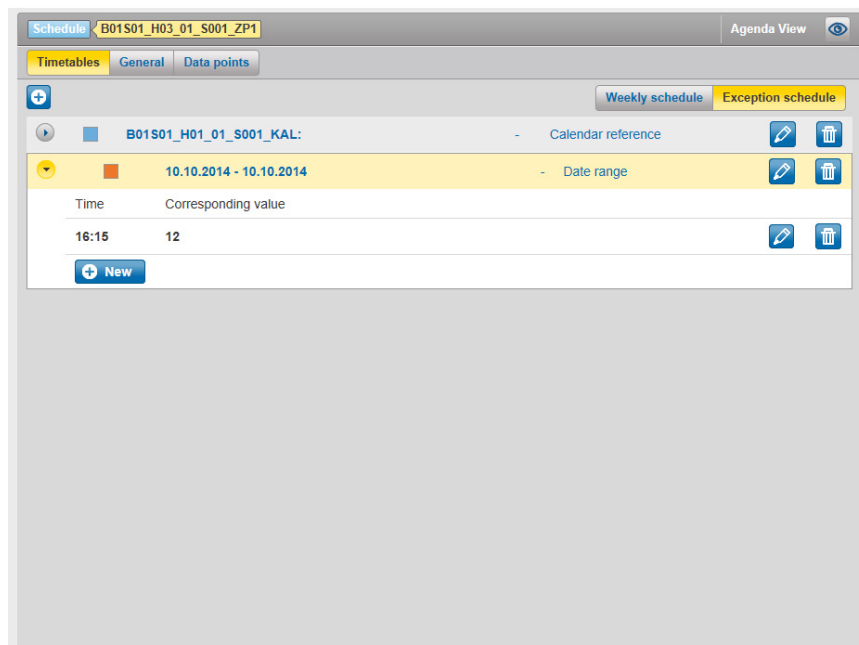 Schedule B01S01_H03_01_S001_ZP1 Agenda View
Timetables General Data points
Weekly schedule Exception schedule
B01S01_H01_01_S001_KAL: - Calendar reference
10.10.2014 - 10.10.2014 - Date range
Time Corresponding value
16:15 12
New